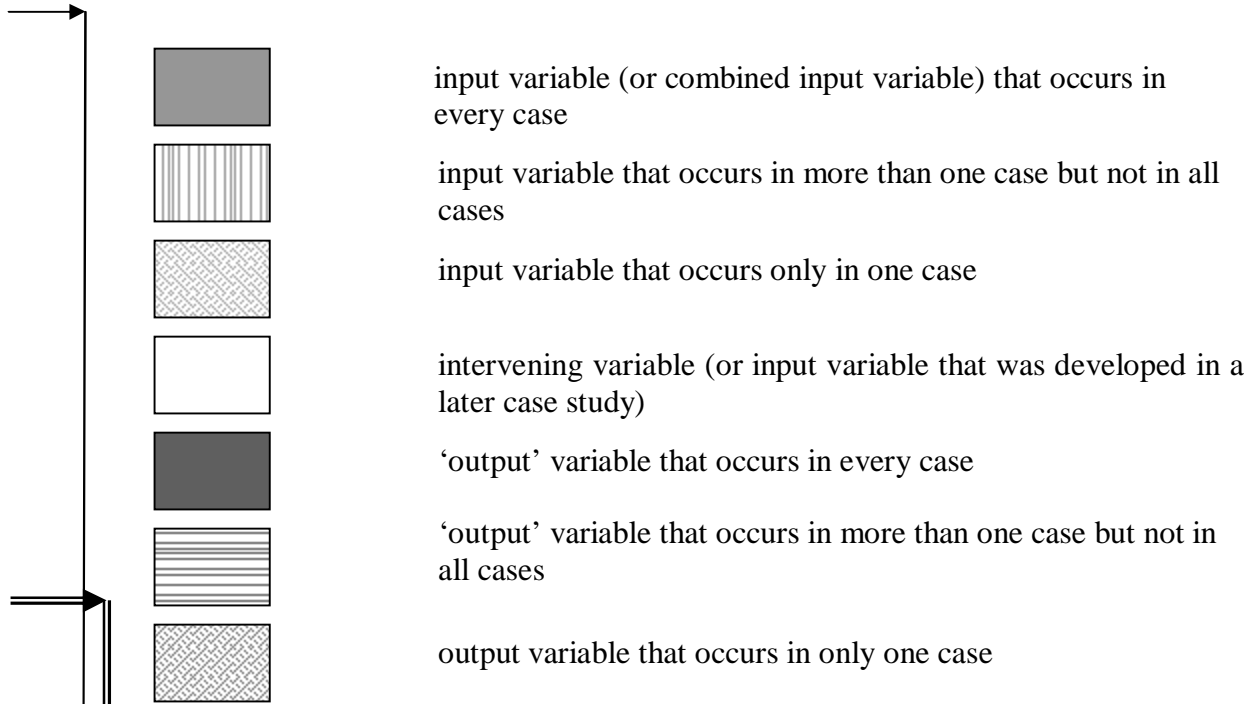 input variable (or combined input variable) that occurs in
every case
input variable that occurs in more than one case but not in all
cases
input variable that occurs only in one case
intervening variable (or input variable that was developed in a
later case study)
‘output’ variable that occurs in every case
‘output’ variable that occurs in more than one case but not in
all cases
output variable that occurs in only one case